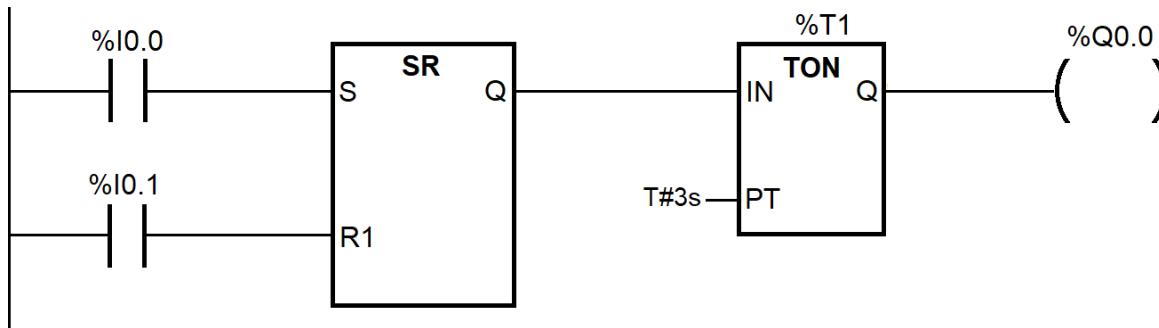 %I0.0
SR
S
Q
%T1
TON
IN
Q
%Q0.0
%I0.1
R1
T#3s
PT